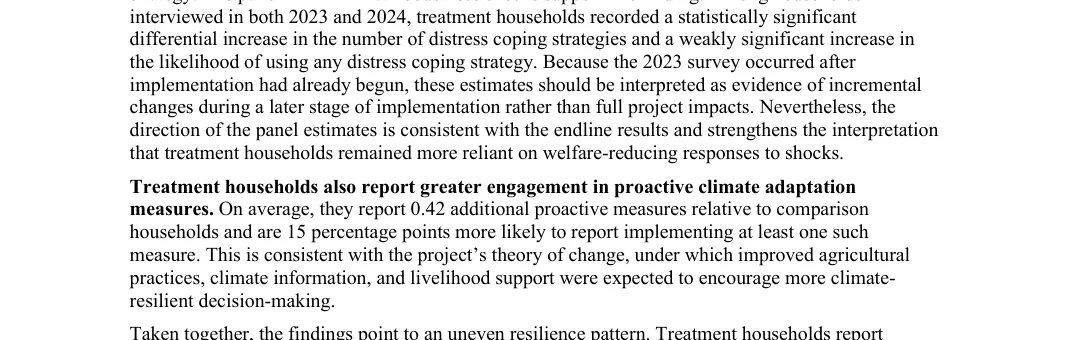 interviewed in both 2023 and 2024, treatment households recorded a statistically significant
differential increase in the number of distress coping strategies and a weakly significant increase in
the likelihood of using any distress coping strategy. Because the 2023 survey occurred after
implementation had already begun, these estimates should be interpreted as evidence of incremental
changes during a later stage of implementation rather than full project impacts. Nevertheless, the
direction of the panel estimates is consistent with the endline results and strengthens the interpretation
that treatment households remained more reliant on welfare-reducing responses to shocks.
Treatment households also report greater engagement in proactive climate adaptation
measures. On average, they report 0.42 additional proactive measures relative to comparison
households and are 15 percentage points more likely to report implementing at least one such
measure. This is consistent with the project’s theory of change, under which improved agricultural
practices, climate information, and livelihood support were expected to encourage more climate-
resilient decision-making.
Taken together, the findings point to an uneven resilience pattern. Treatment households report